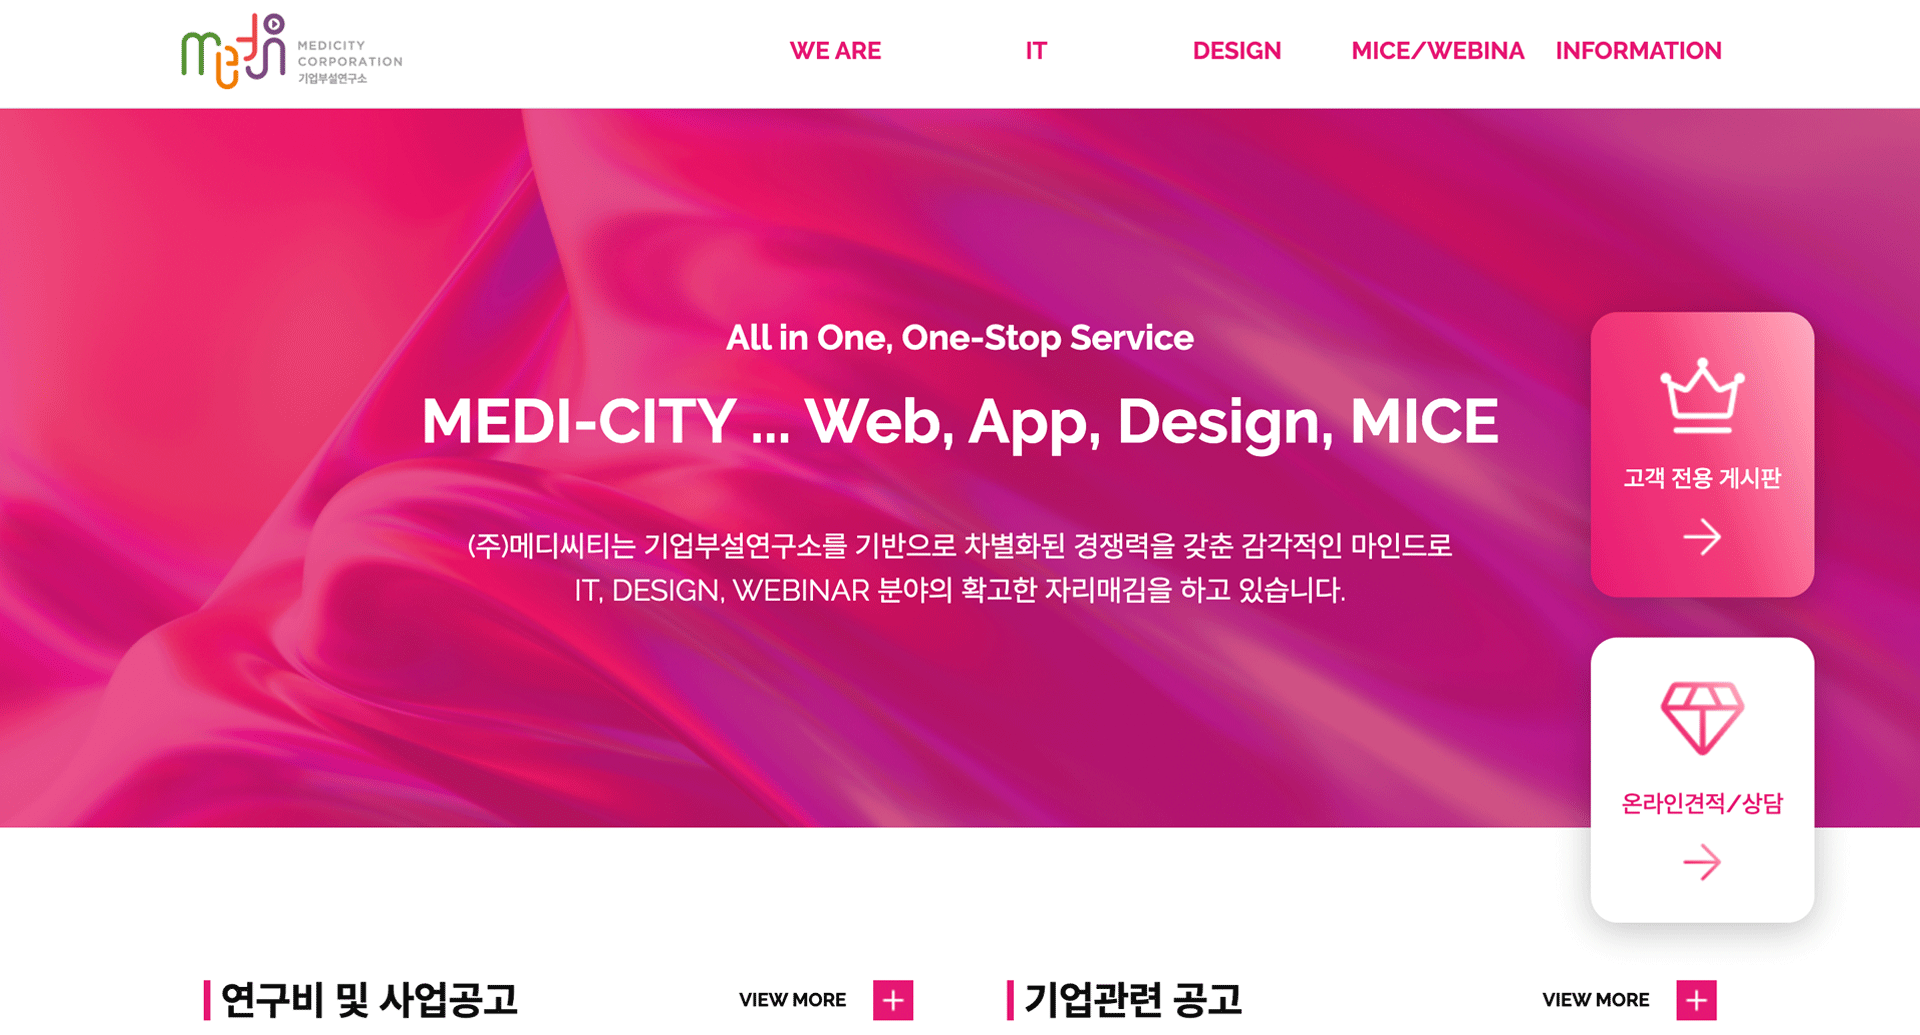 medi
MEDICITY
CORPORATION
기업부설연구소
WE ARE
IT
DESIGN
MICE/WEBINA
INFORMATION
All in One, One-Stop Service
MEDI-CITY ... Web, App, Design, MICE
(주)메디씨티는 기업부설연구소를 기반으로 차별화된 경쟁력을 갖춘 감각적인 마인드로
IT, DESIGN, WEBINAR 분야의 확고한 자리매김을 하고 있습니다.
고객 전용 게시판
온라인견적/상담
연구비 및 사업공고
VIEW MORE
기업관련 공고
VIEW MORE